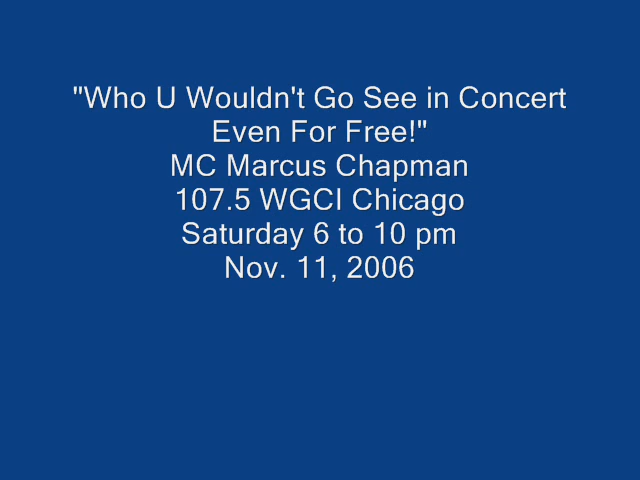 "Who U Wouldn't Go See in Concert
Even For Free!"
MC Marcus Chapman
107.5 WGCI Chicago
Saturday 6 to 10 pm
Nov. 11, 2006